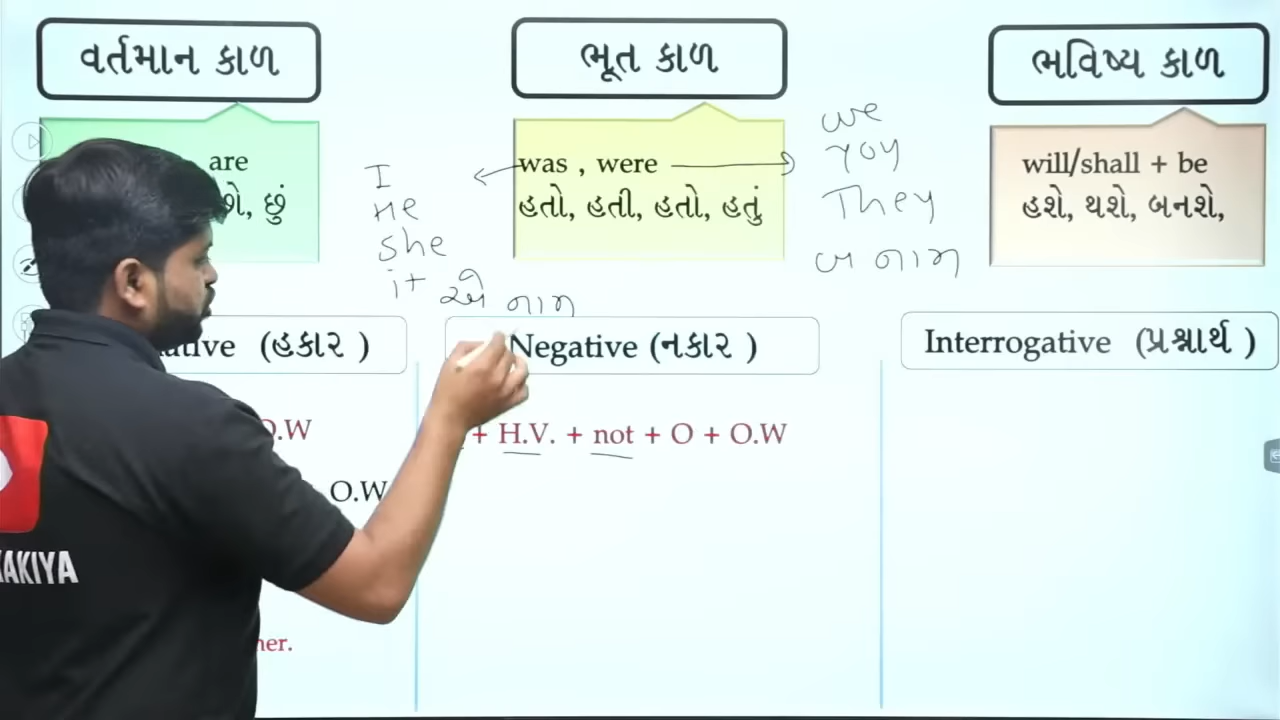 વર્તમાન કાળ
ભૂત કાળ
ભવિષ્ય કાળ
are
છું
was , were
હતો, હતી, હતો, હતું
will/shall + be
હશે, થશે, બનશે,
I
He
she
it
એ નામ
we
You
They
બ નામ
(હકાર )
Negative (નકાર )
Interrogative (પ્રશ્નાર્થ )
O.W
+ H.V. + not + O + O.W
O.W
AKIYA
her.